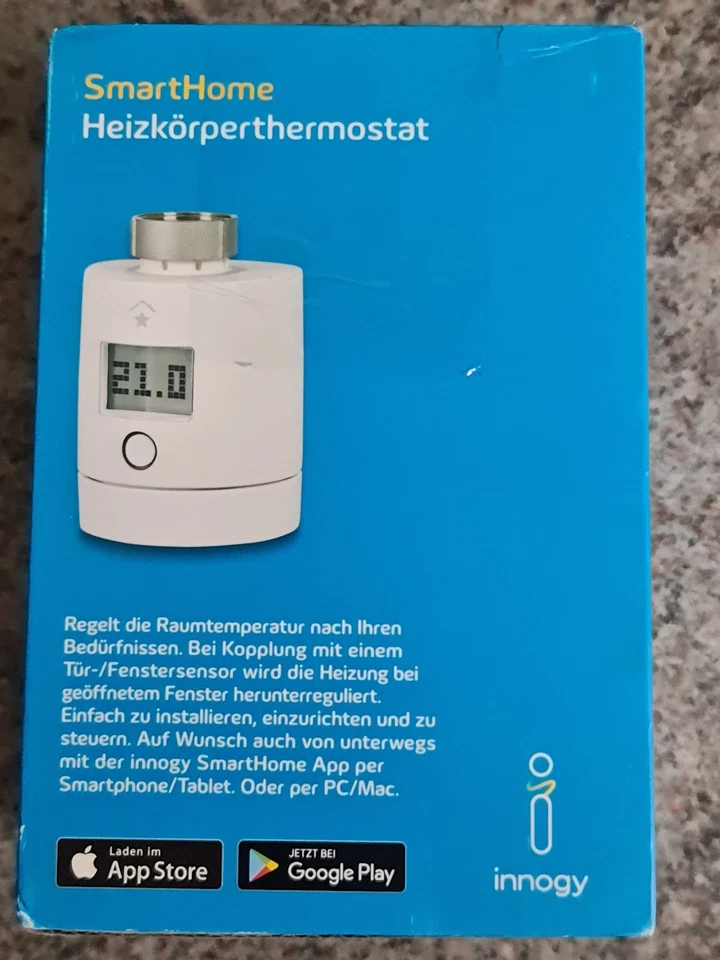 SmartHome
Heizkörperthermostat
21.0
Regelt die Raumtemperatur nach Ihren
Bedürfnissen. Bei Kopplung mit einem
Tür-/Fenstersensor wird die Heizung bei
geöffnetem Fenster herunterreguliert.
Einfach zu installieren, einzurichten und zu
steuern. Auf Wunsch auch von unterwegs
mit der innogy SmartHome App per
Smartphone/Tablet. Oder per PC/Mac.
Laden im
App Store
JETZT BEI
Google Play
innogy